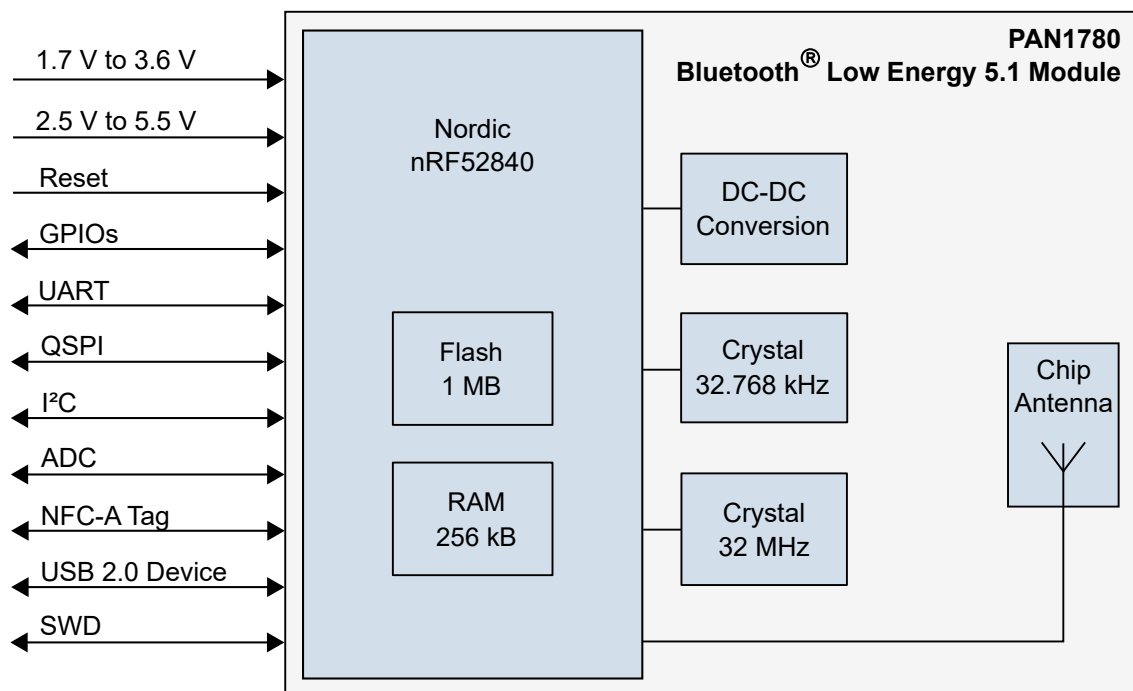 PAN1780
Bluetooth® Low Energy 5.1 Module
1.7 V to 3.6 V
2.5 V to 5.5 V
Reset
GPIOs
UART
QSPI
I²C
ADC
NFC-A Tag
USB 2.0 Device
SWD
Nordic
nRF52840
Flash
1 MB
RAM
256 kB
DC-DC
Conversion
Crystal
32.768 kHz
Crystal
32 MHz
Chip
Antenna